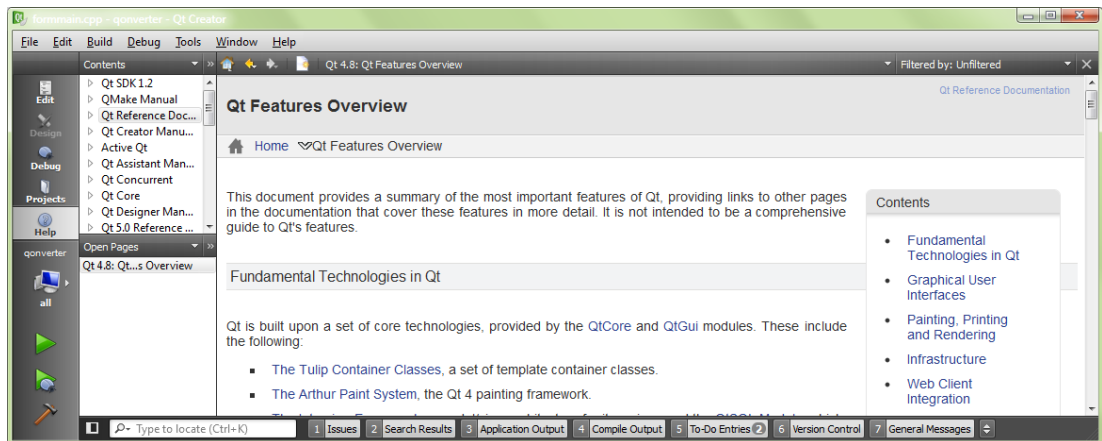 formmain.cpp - qonverter - Qt Creator
File Edit Build Debug Tools Window Help
Contents » Qt 4.8: Qt Features Overview Filtered by: Unfiltered
Edit
Design
Debug
Projects
Help
qonverter
all
Qt SDK 1.2
QMake Manual
Qt Reference Doc...
Qt Creator Manu...
Active Qt
Qt Assistant Man...
Qt Concurrent
Qt Core
Qt Designer Man...
Qt 5.0 Reference ...
Open Pages »
Qt 4.8: Qt...s Overview
Qt Reference Documentation
Qt Features Overview
Home Qt Features Overview
This document provides a summary of the most important features of Qt, providing links to other pages
in the documentation that cover these features in more detail. It is not intended to be a comprehensive
guide to Qt's features.
Fundamental Technologies in Qt
Qt is built upon a set of core technologies, provided by the QtCore and QtGui modules. These include
the following:
The Tulip Container Classes, a set of template container classes.
The Arthur Paint System, the Qt 4 painting framework.
Contents
Fundamental
Technologies in Qt
Graphical User
Interfaces
Painting, Printing
and Rendering
Infrastructure
Web Client
Integration
Type to locate (Ctrl+K) 1 Issues 2 Search Results 3 Application Output 4 Compile Output 5 To-Do Entries 2 6 Version Control 7 General Messages